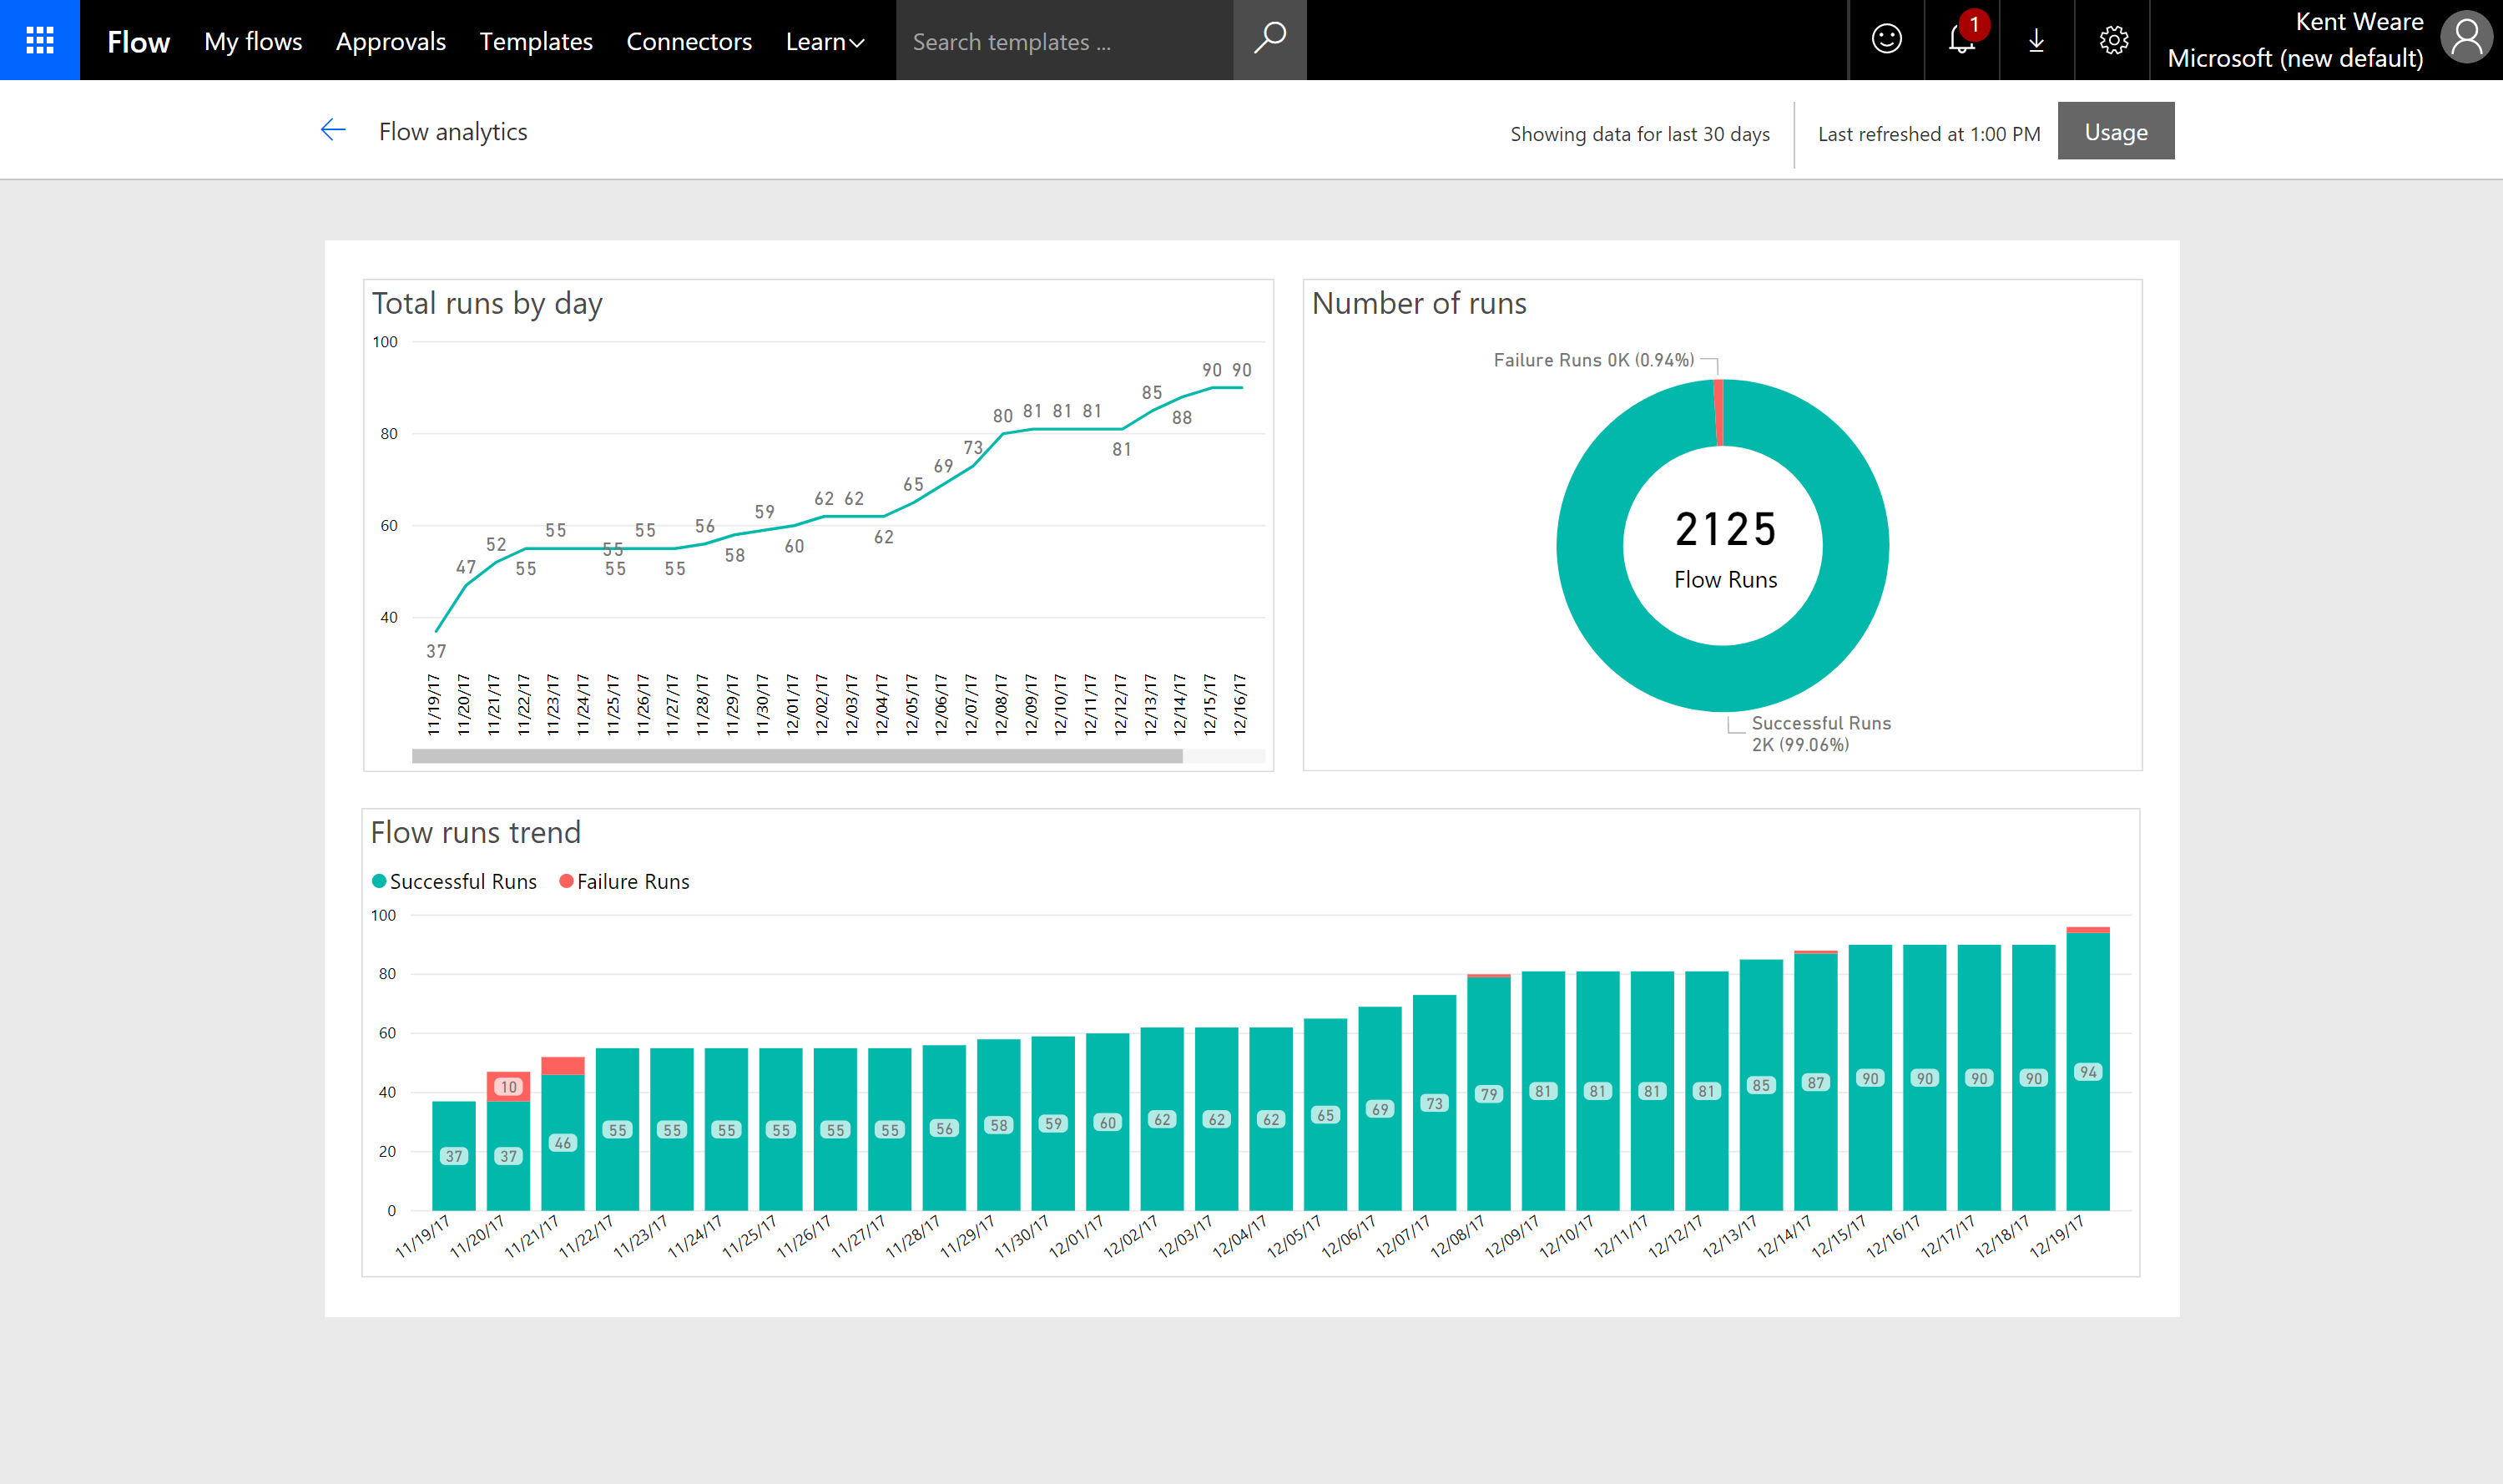 Flow My flows Approvals Templates Connectors Learn Search templates ... 1 Kent Weare
Microsoft (new default)
Flow analytics Showing data for last 30 days Last refreshed at 1:00 PM Usage
Total runs by day
100
80
60
40
37 47 52 55 55 55 55 55 55 56 58 59 60 62 62 62 65 69 73 80 81 81 81 81 85 88 90 90
11/19/17 11/20/17 11/21/17 11/22/17 11/23/17 11/24/17 11/25/17 11/26/17 11/27/17 11/28/17 11/29/17 11/30/17 12/01/17 12/02/17 12/03/17 12/04/17 12/05/17 12/06/17 12/07/17 12/08/17 12/09/17 12/10/17 12/11/17 12/12/17 12/13/17 12/14/17 12/15/17 12/16/17
Number of runs
Failure Runs 0K (0.94%)
2125
Flow Runs
Successful Runs
2K (99.06%)
Flow runs trend
Successful Runs Failure Runs
100
80
60
40
20
0
10
37 37 46 55 55 55 55 55 55 56 58 59 60 62 62 62 65 69 73 79 81 81 81 81 85 87 90 90 90 90 94
11/19/17 11/20/17 11/21/17 11/22/17 11/23/17 11/24/17 11/25/17 11/26/17 11/27/17 11/28/17 11/29/17 11/30/17 12/01/17 12/02/17 12/03/17 12/04/17 12/05/17 12/06/17 12/07/17 12/08/17 12/09/17 12/10/17 12/11/17 12/12/17 12/13/17 12/14/17 12/15/17 12/16/17 12/17/17 12/18/17 12/19/17